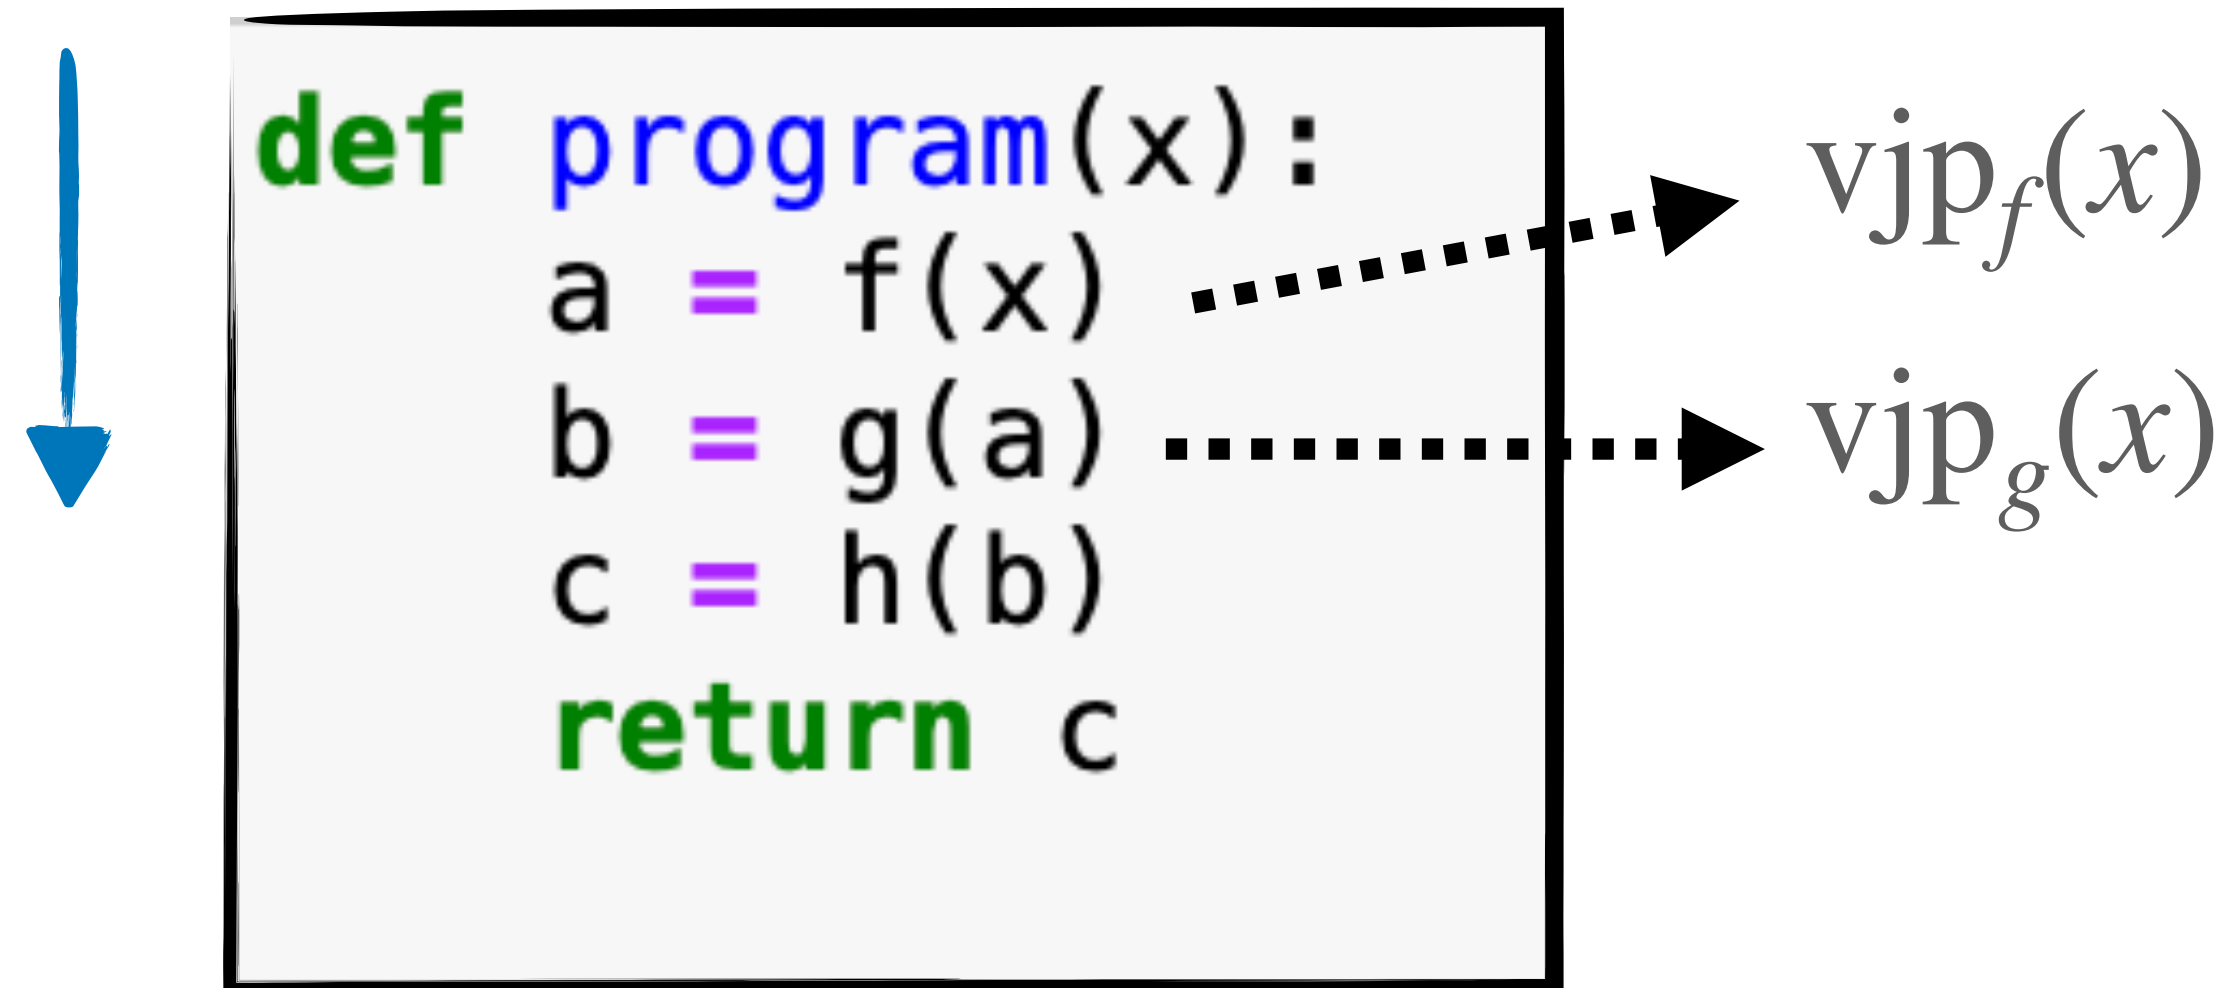 def program(x):
    a = f(x)
    b = g(a)
    c = h(b)
    return c
vjp_f(x)
vjp_g(x)